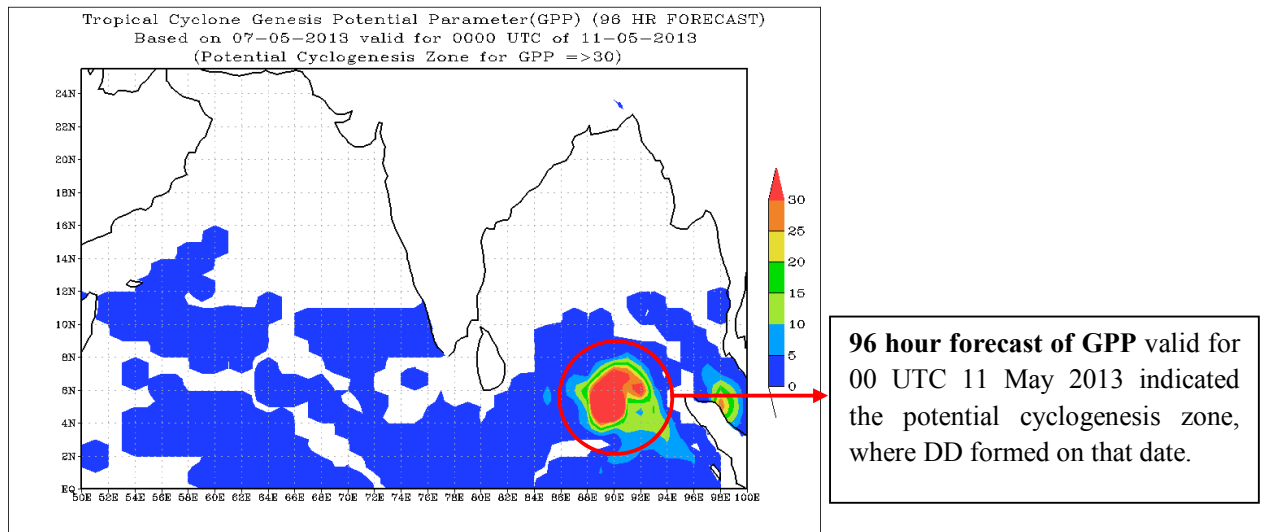 Tropical Cyclone Genesis Potential Parameter(GPP) (96 HR FORECAST)
Based on 07-05-2013 valid for 0000 UTC of 11-05-2013
(Potential Cyclogenesis Zone for GPP =>30)
24N
22N
20N
18N
16N
14N
12N
10N
8N
6N
4N
2N
EQ
50E 52E 54E 56E 58E 60E 62E 64E 66E 68E 70E 72E 74E 76E 78E 80E 82E 84E 86E 88E 90E 92E 94E 96E 98E 100E
30
25
20
15
10
5
0
96 hour forecast of GPP valid for
00 UTC 11 May 2013 indicated
the potential cyclogenesis zone,
where DD formed on that date.